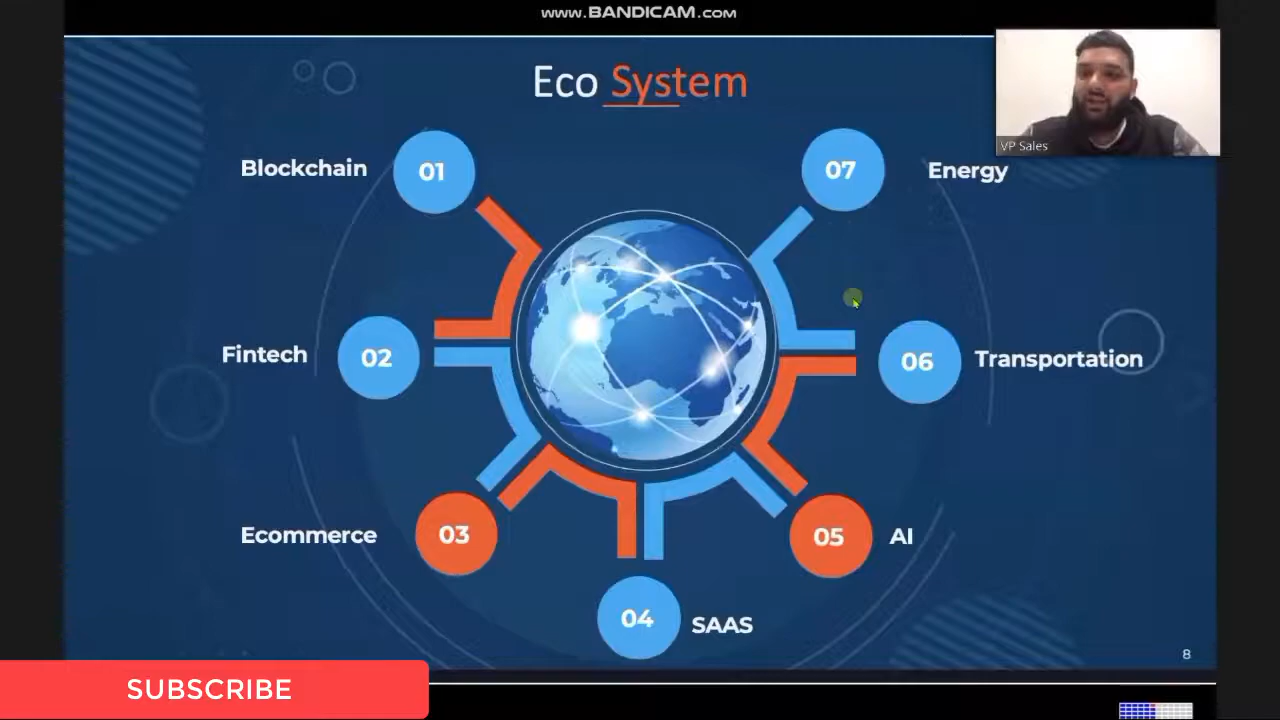 www.BANDICAM.com
Eco System
VP Sales
Blockchain
01
07
Energy
Fintech
02
06
Transportation
Ecommerce
03
05
AI
04
SAAS
8
SUBSCRIBE